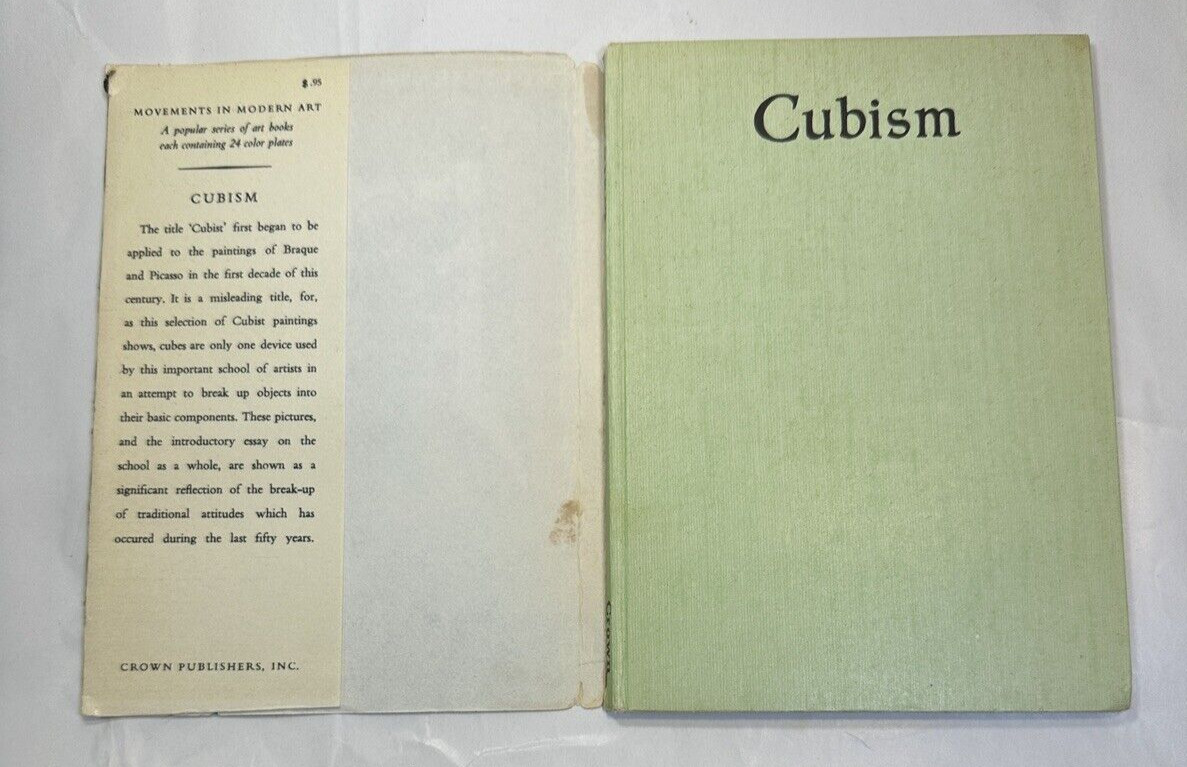 $.95
MOVEMENTS IN MODERN ART
A popular series of art books
each containing 24 color plates
CUBISM
The title 'Cubist' first began to be
applied to the paintings of Braque
and Picasso in the first decade of this
century. It is a misleading title, for,
as this selection of Cubist paintings
shows, cubes are only one device used
by this important school of artists in
an attempt to break up objects into
their basic components. These pictures,
and the introductory essay on the
school as a whole, are shown as a
significant reflection of the break-up
of traditional attitudes which has
occured during the last fifty years.
CROWN PUBLISHERS, INC.
Cubism
Crown